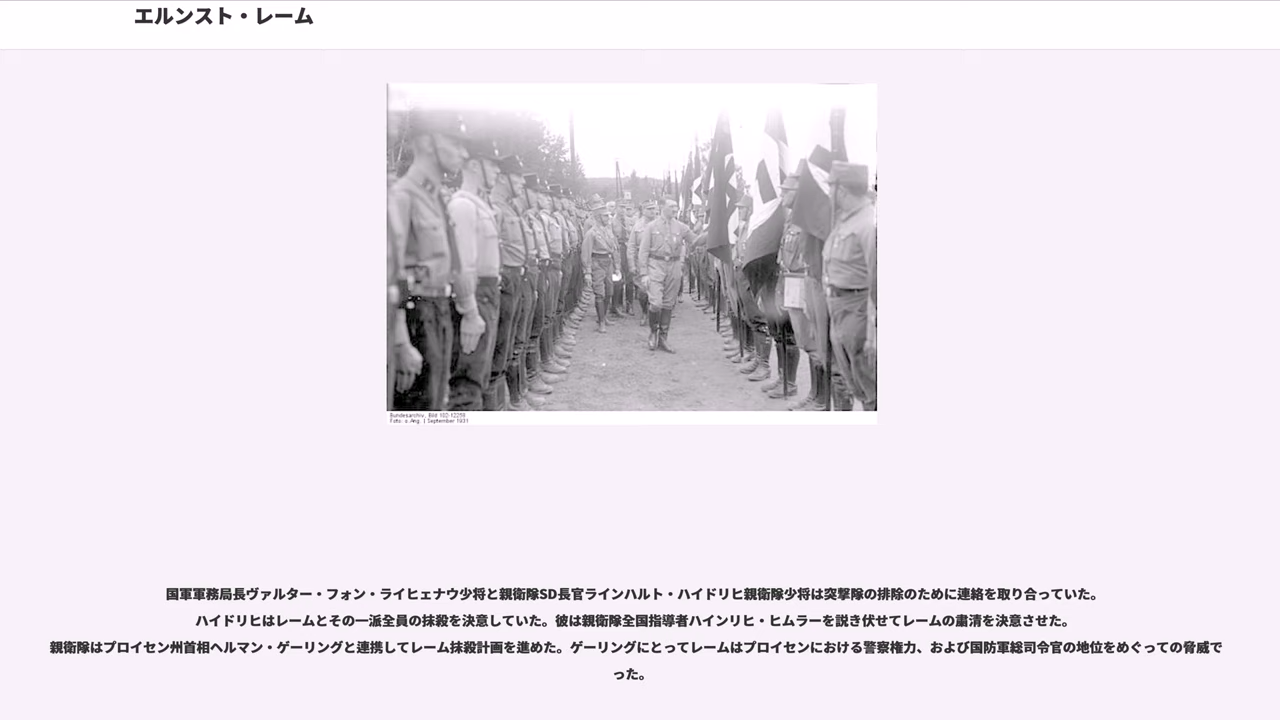 エルンスト・レーム
Bundesarchiv, Bild 102-12259
Foto: o.Ang. | September 1931
国軍軍務局長ヴァルター・フォン・ライヒェナウ少将と親衛隊SD長官ラインハルト・ハイドリヒ親衛隊少将は突撃隊の排除のために連絡を取り合っていた。
ハイドリヒはレームとその一派全員の抹殺を決意していた。彼は親衛隊全国指導者ハインリヒ・ヒムラーを説き伏せてレームの粛清を決意させた。
親衛隊はプロイセン州首相ヘルマン・ゲーリングと連携してレーム抹殺計画を進めた。ゲーリングにとってレームはプロイセンにおける警察権力、および国防軍総司令官の地位をめぐっての脅威で
った。